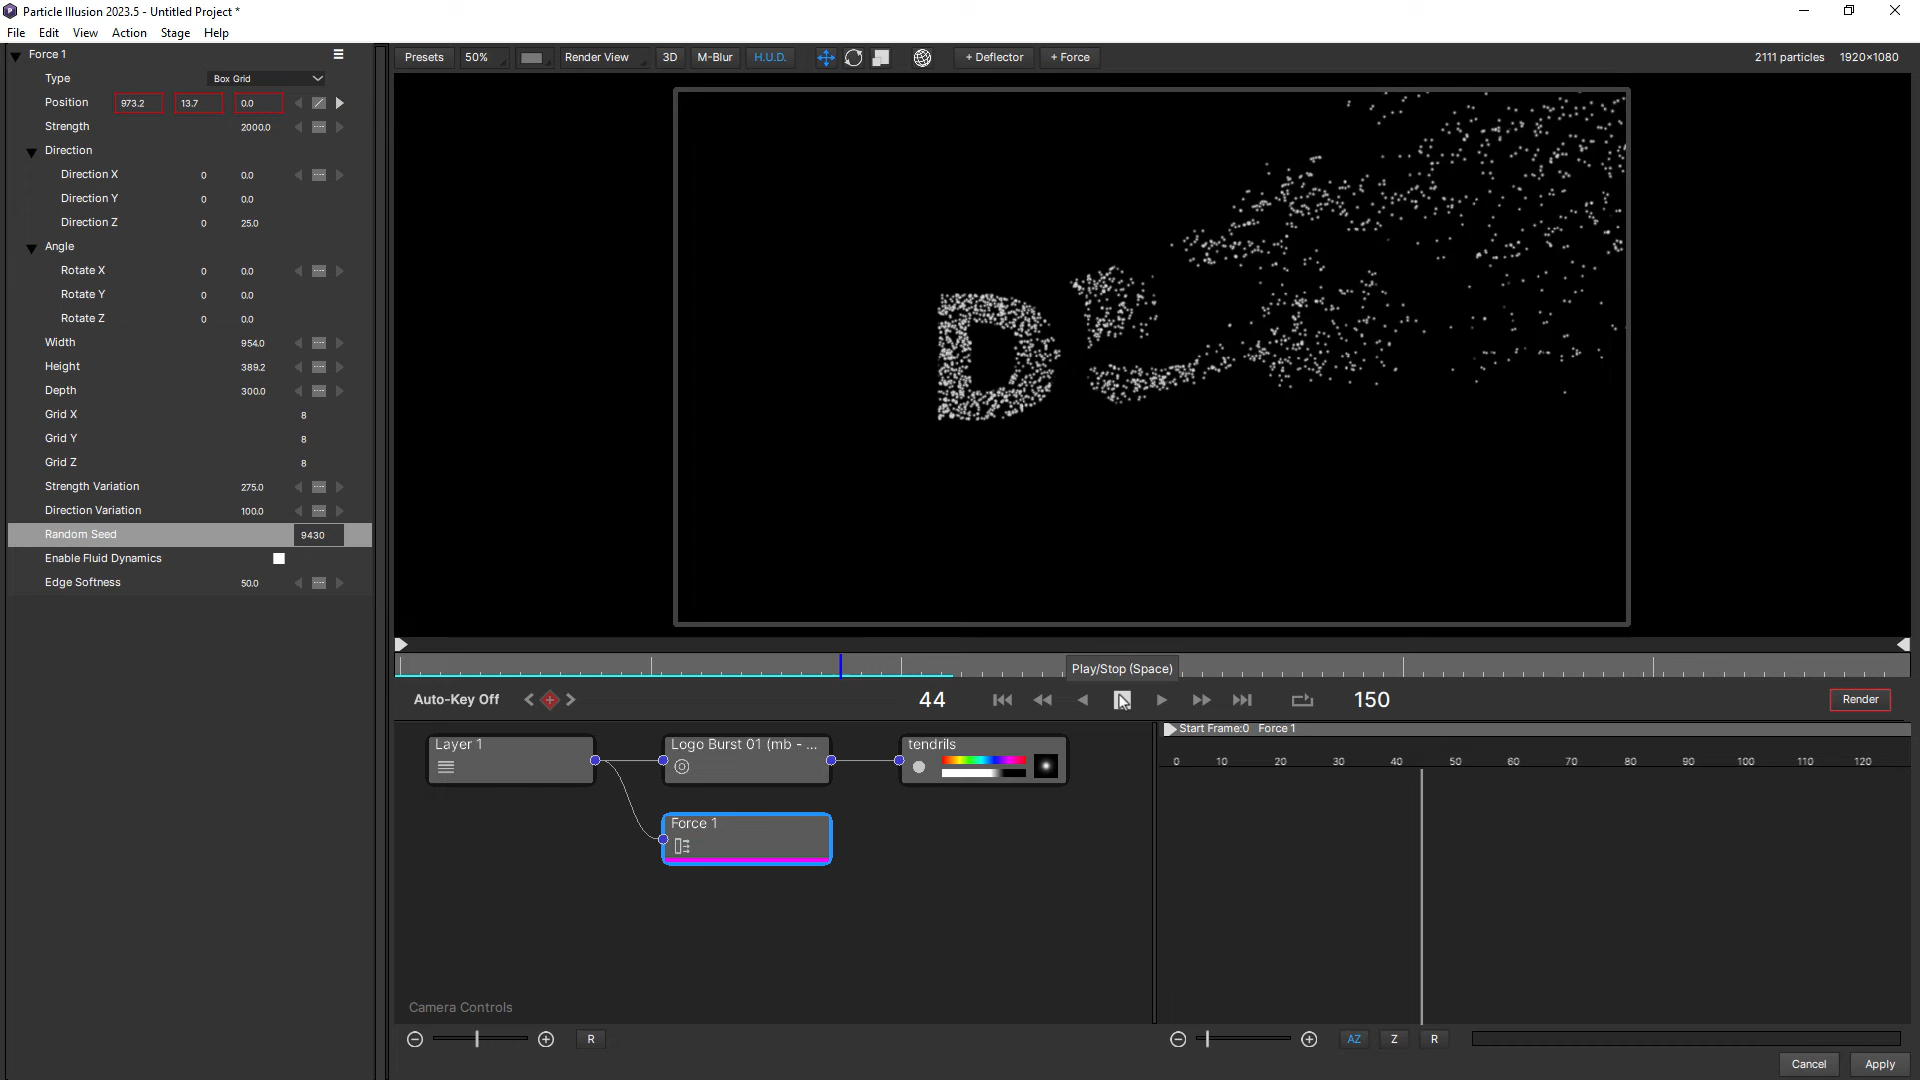 Particle Illusion 2023.5 - Untitled Project *
File Edit View Action Stage Help
Force 1
Presets 50% Render View 3D M-Blur H.U.D. + Deflector + Force 2111 particles 1920×1080
Type Box Grid
Position 973.2 13.7 0.0
Strength 2000.0
Direction
Direction X 0 0.0
Direction Y 0 0.0
Direction Z 0 25.0
Angle
Rotate X 0 0.0
Rotate Y 0 0.0
Rotate Z 0 0.0
Width 954.0
Height 389.2
Depth 300.0
Grid X 8
Grid Y 8
Grid Z 8
Strength Variation 275.0
Direction Variation 100.0
Random Seed 9430
Enable Fluid Dynamics
Edge Softness 50.0
D
Play/Stop (Space)
Auto-Key Off 44 150 Render
Layer 1 Logo Burst 01 (mb - ... tendrils
Force 1
Start Frame:0 Force 1
0 10 20 30 40 50 60 70 80 90 100 110 120
Camera Controls
R AZ Z R
Cancel Apply